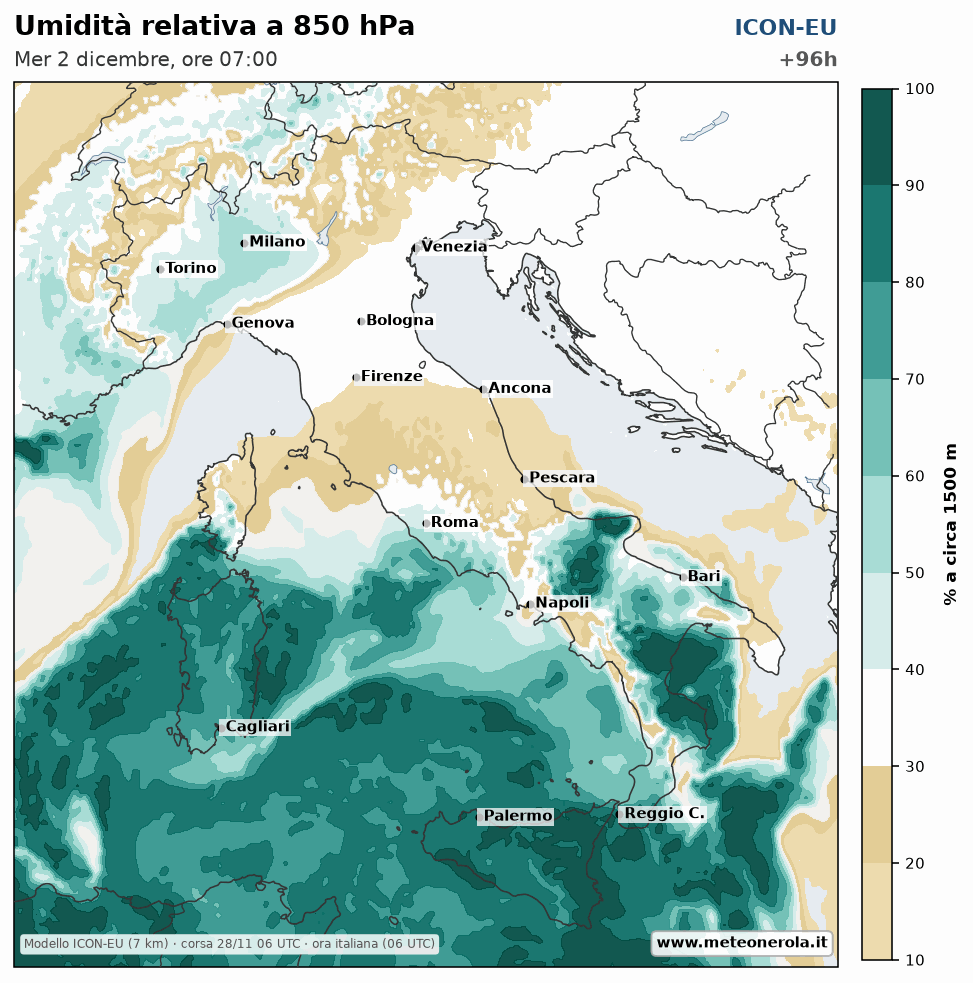 Umidità relativa a 850 hPa
ICON-EU
Mer 2 dicembre, ore 07:00
+96h
100
90
80
70
60
50
40
30
20
10
% a circa 1500 m
Milano
Venezia
Torino
Genova
Bologna
Firenze
Ancona
Pescara
Roma
Bari
Napoli
Cagliari
Palermo
Reggio C.
Modello ICON-EU (7 km) · corsa 28/11 06 UTC · ora italiana (06 UTC)
www.meteonerola.it